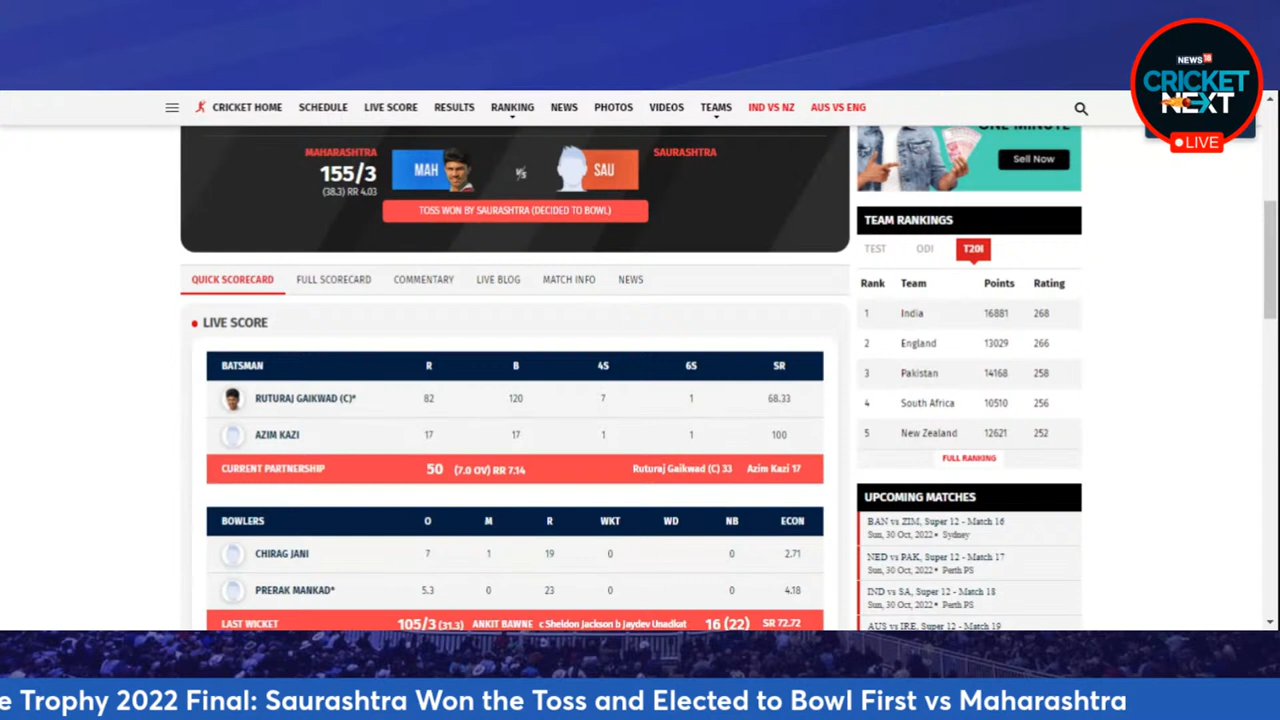 NEWS18
CRICKET
NEXT
LIVE
CRICKET HOME SCHEDULE LIVE SCORE RESULTS RANKING NEWS PHOTOS VIDEOS TEAMS IND VS NZ AUS VS ENG
MAHARASHTRA
155/3
(38.3) RR 4.03
MAH
VS
SAU
SAURASHTRA
TOSS WON BY SAURASHTRA (DECIDED TO BOWL)
ONE MINUTE
Sell Now
QUICK SCORECARD FULL SCORECARD COMMENTARY LIVE BLOG MATCH INFO NEWS
LIVE SCORE
BATSMAN R B 4S 6S SR
RUTURAJ GAIKWAD (C)* 82 120 7 1 68.33
AZIM KAZI 17 17 1 1 100
CURRENT PARTNERSHIP 50 (7.0 OV) RR 7.14 Ruturaj Gaikwad (C) 33 Azim Kazi 17
BOWLERS O M R WKT WD NB ECON
CHIRAG JANI 7 1 19 0 0 2.71
PRERAK MANKAD* 5.3 0 23 0 0 4.18
LAST WICKET 105/3 (31.3) ANKIT BAWNE c Sheldon Jackson b Jaydev Unadkat 16 (22) SR 72.72
TEAM RANKINGS
TEST ODI T20I
Rank Team Points Rating
1 India 16881 268
2 England 13029 266
3 Pakistan 14168 258
4 South Africa 10510 256
5 New Zealand 12621 252
FULL RANKING
UPCOMING MATCHES
BAN vs ZIM, Super 12 - Match 16
Sun, 30 Oct, 2022• Sydney
NED vs PAK, Super 12 - Match 17
Sun, 30 Oct, 2022• Perth PS
IND vs SA, Super 12 - Match 18
Sun, 30 Oct, 2022• Perth PS
AUS vs IRE, Super 12 - Match 19
e Trophy 2022 Final: Saurashtra Won the Toss and Elected to Bowl First vs Maharashtra